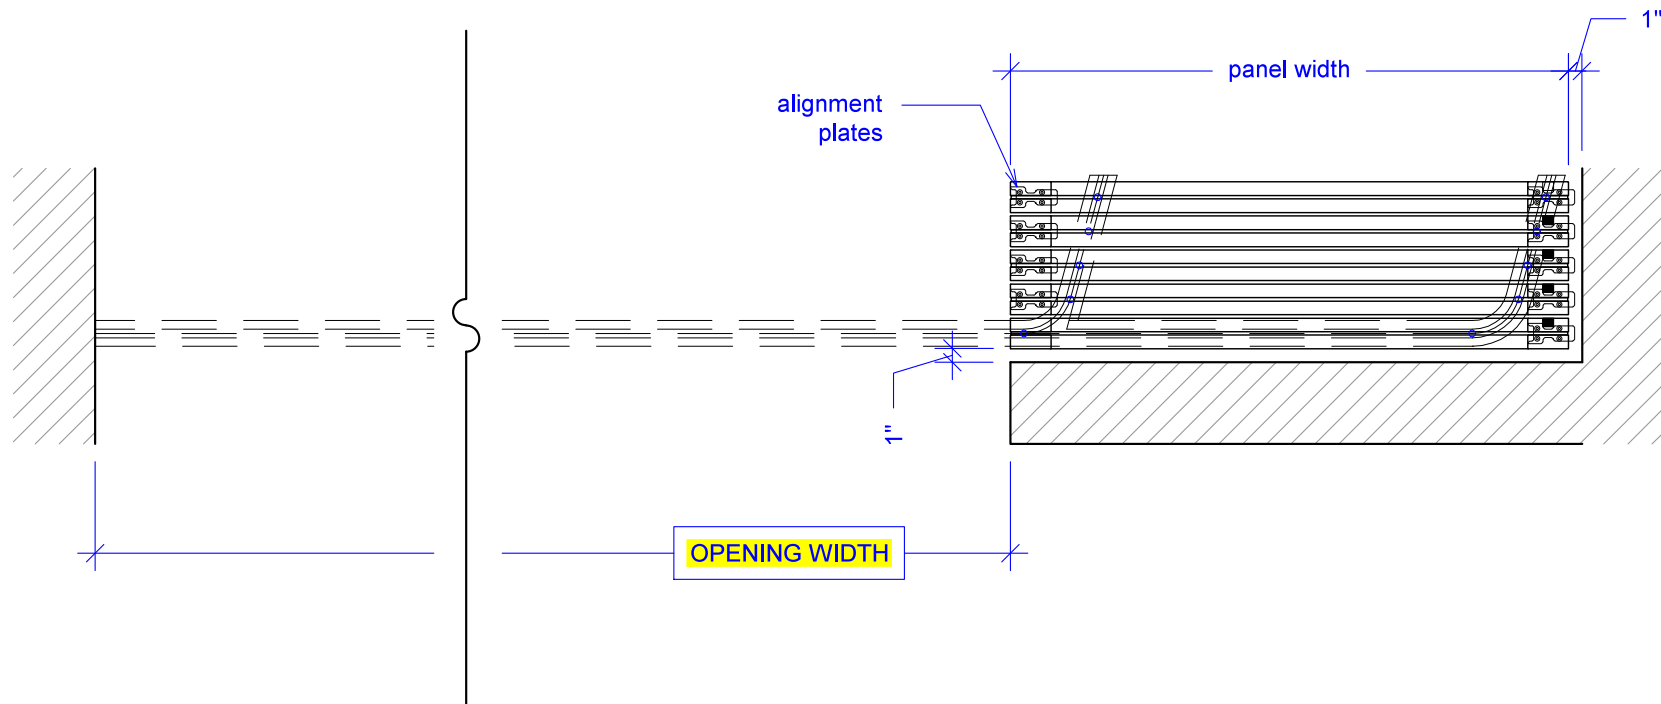 1"
panel width
alignment
plates
1"
OPENING WIDTH